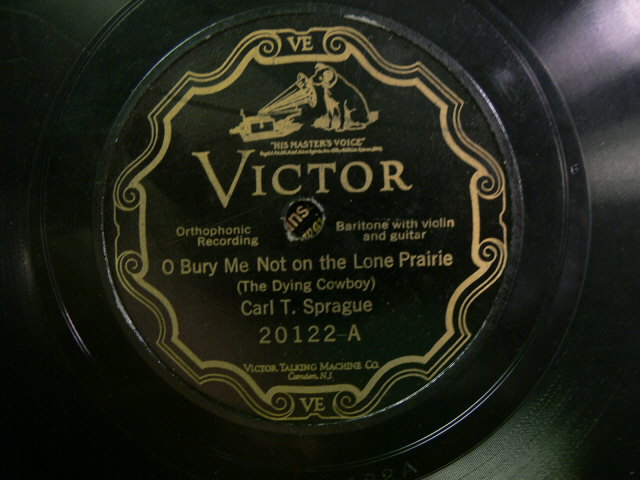 VE
"HIS MASTER'S VOICE"
VICTOR
Orthophonic
Recording
Baritone with violin
and guitar
O Bury Me Not on the Lone Prairie
(The Dying Cowboy)
Carl T. Sprague
20122-A
VICTOR TALKING MACHINE CO.
Camden, N.J.
VE